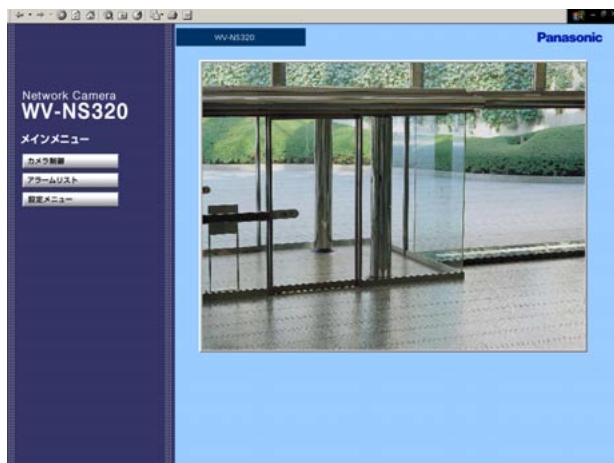 WV-NS320
Panasonic
Network Camera
WV-NS320
メインメニュー
カメラ制御
アラームリスト
設定メニュー